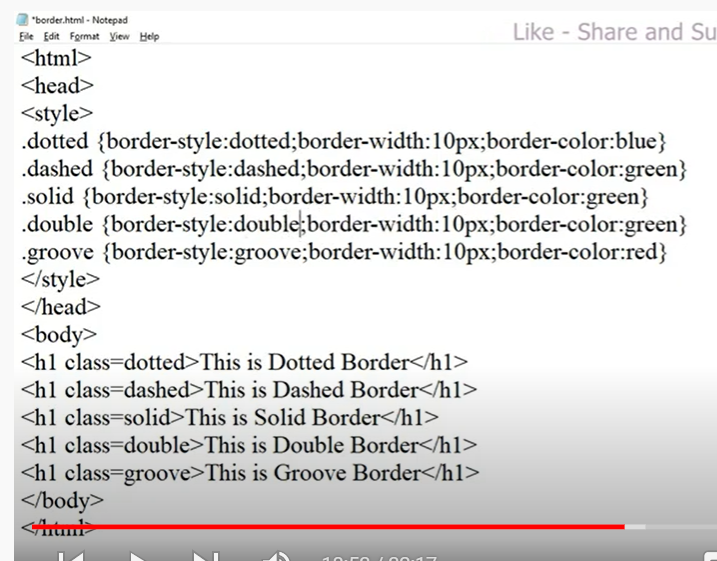 *border.html - Notepad
File Edit Format View Help
Like - Share and Su
<html>
<head>
<style>
.dotted {border-style:dotted;border-width:10px;border-color:blue}
.dashed {border-style:dashed;border-width:10px;border-color:green}
.solid {border-style:solid;border-width:10px;border-color:green}
.double {border-style:double;border-width:10px;border-color:green}
.groove {border-style:groove;border-width:10px;border-color:red}
</style>
</head>
<body>
<h1 class=dotted>This is Dotted Border</h1>
<h1 class=dashed>This is Dashed Border</h1>
<h1 class=solid>This is Solid Border</h1>
<h1 class=double>This is Double Border</h1>
<h1 class=groove>This is Groove Border</h1>
</body>
</html>